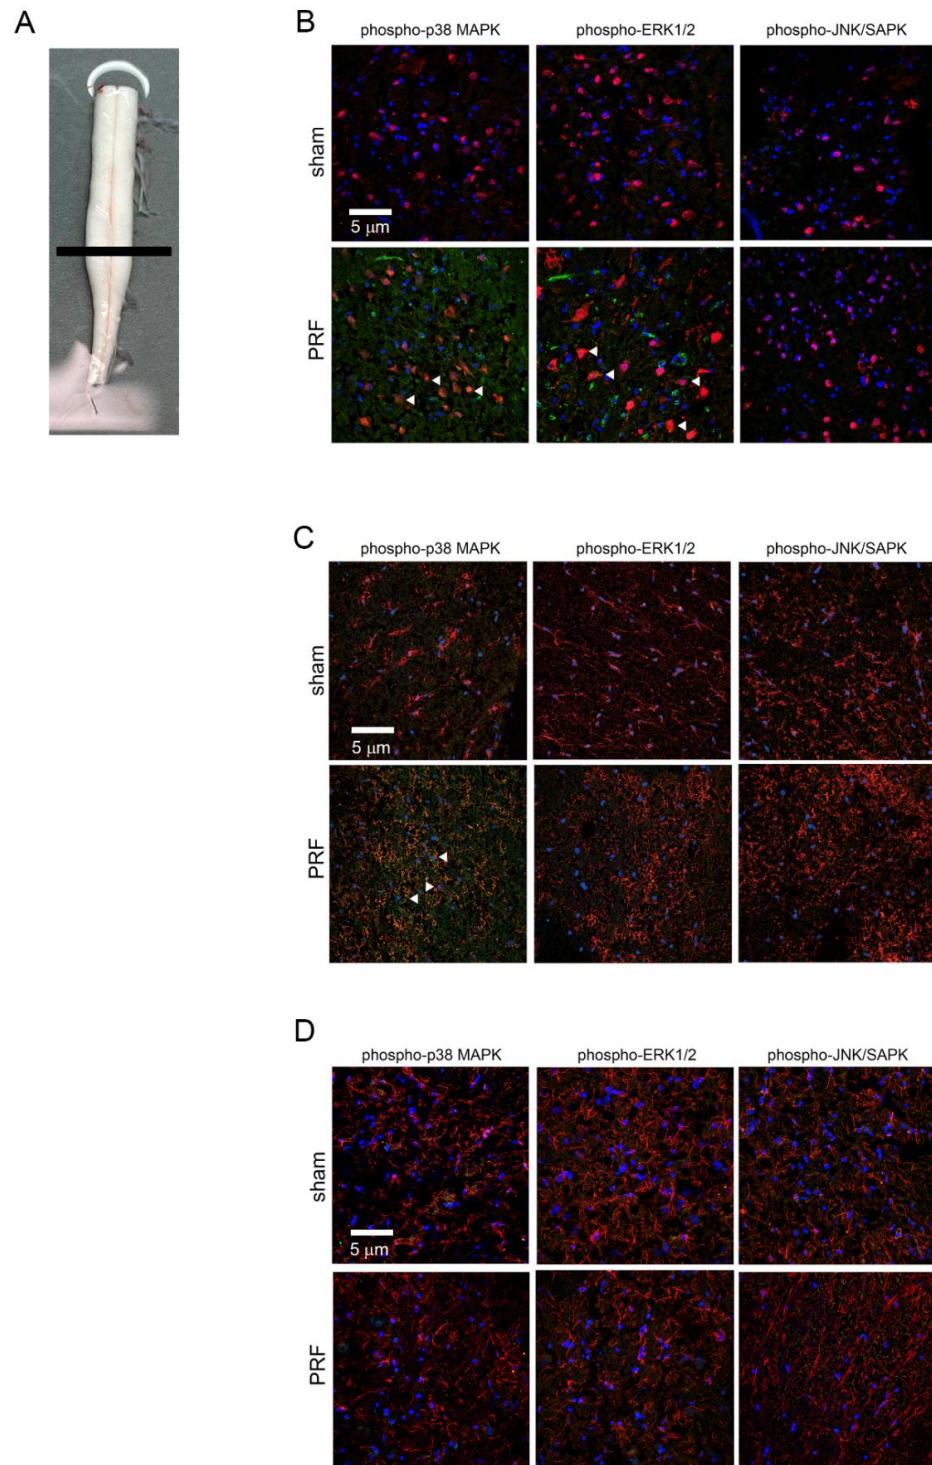 A
B
phospho-p38 MAPK phospho-ERK1/2 phospho-JNK/SAPK
sham
5 μm
PRF
C
phospho-p38 MAPK phospho-ERK1/2 phospho-JNK/SAPK
sham
5 μm
PRF
D
phospho-p38 MAPK phospho-ERK1/2 phospho-JNK/SAPK
sham
5 μm
PRF